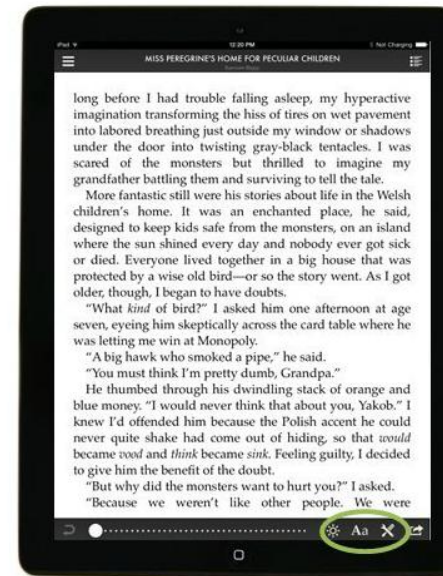 iPad
12:20 PM
Not Charging
MISS PEREGRINE'S HOME FOR PECULIAR CHILDREN
long before I had trouble falling asleep, my hyperactive
imagination transforming the hiss of tires on wet pavement
into labored breathing just outside my window or shadows
under the door into twisting gray-black tentacles. I was
scared of the monsters but thrilled to imagine my
grandfather battling them and surviving to tell the tale.
More fantastic still were his stories about life in the Welsh
children's home. It was an enchanted place, he said,
designed to keep kids safe from the monsters, on an island
where the sun shined every day and nobody ever got sick
or died. Everyone lived together in a big house that was
protected by a wise old bird—or so the story went. As I got
older, though, I began to have doubts.
"What kind of bird?" I asked him one afternoon at age
seven, eyeing him skeptically across the card table where he
was letting me win at Monopoly.
"A big hawk who smoked a pipe," he said.
"You must think I'm pretty dumb, Grandpa."
He thumbed through his dwindling stack of orange and
blue money. "I would never think that about you, Yakob." I
knew I'd offended him because the Polish accent he could
never quite shake had come out of hiding, so that would
became vood and think became sink. Feeling guilty, I decided
to give him the benefit of the doubt.
"But why did the monsters want to hurt you?" I asked.
"Because we weren't like other people. We were
Aa